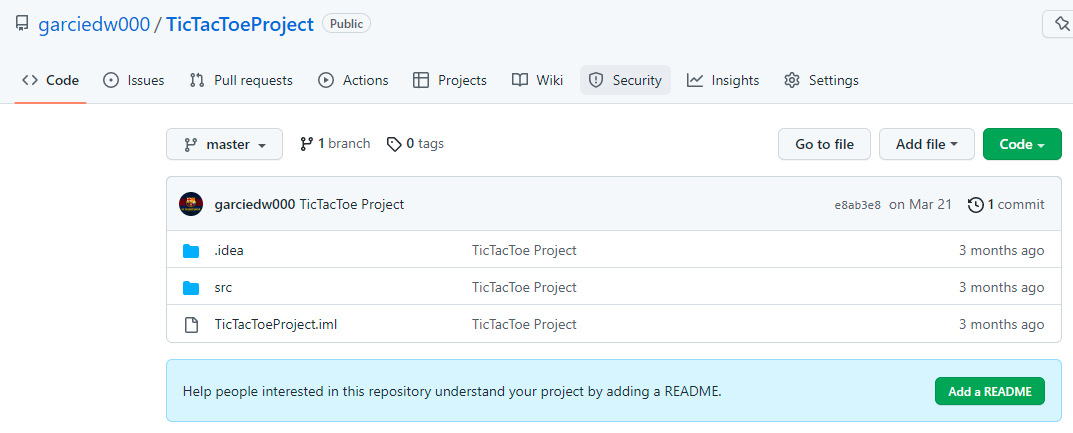 garciedw000 / TicTacToeProject Public
Code Issues Pull requests Actions Projects Wiki Security Insights Settings
master 1 branch 0 tags Go to file Add file Code
garciedw000 TicTacToe Project e8ab3e8 on Mar 21 1 commit
.idea TicTacToe Project 3 months ago
src TicTacToe Project 3 months ago
TicTacToeProject.iml TicTacToe Project 3 months ago
Help people interested in this repository understand your project by adding a README. Add a README